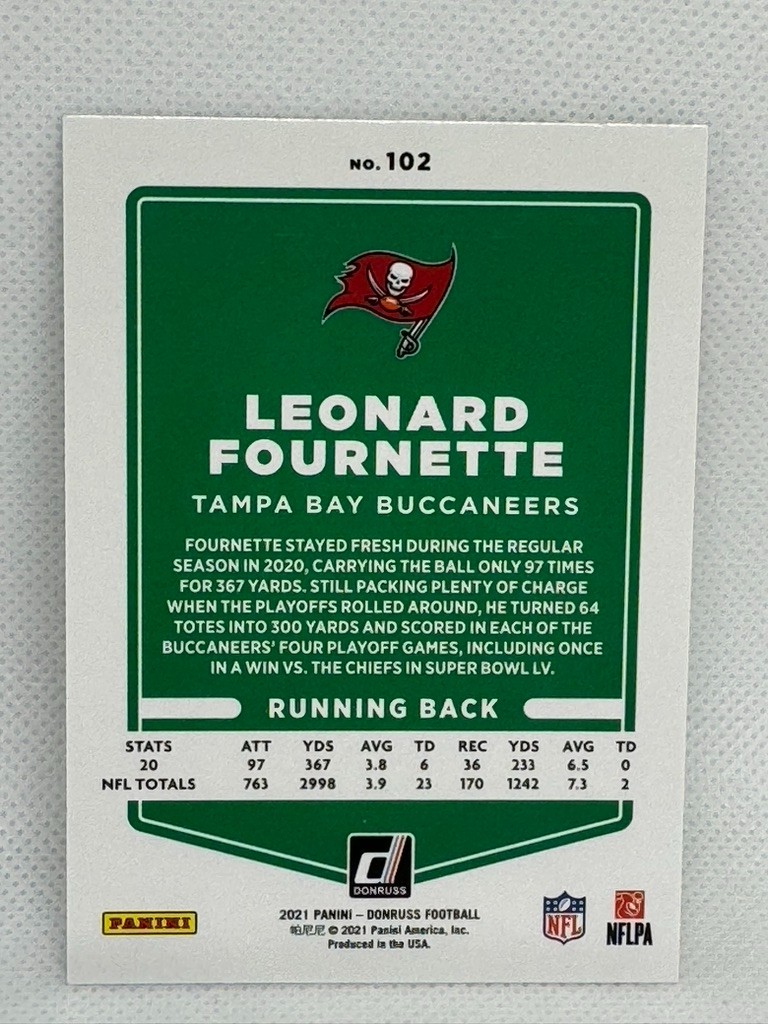 NO. 102
LEONARD
FOURNETTE
TAMPA BAY BUCCANEERS
FOURNETTE STAYED FRESH DURING THE REGULAR
SEASON IN 2020, CARRYING THE BALL ONLY 97 TIMES
FOR 367 YARDS. STILL PACKING PLENTY OF CHARGE
WHEN THE PLAYOFFS ROLLED AROUND, HE TURNED 64
TOTES INTO 300 YARDS AND SCORED IN EACH OF THE
BUCCANEERS' FOUR PLAYOFF GAMES, INCLUDING ONCE
IN A WIN VS. THE CHIEFS IN SUPER BOWL LV.
RUNNING BACK
STATS ATT YDS AVG TD REC YDS AVG TD
20 97 367 3.8 6 36 233 6.5 0
NFL TOTALS 763 2998 3.9 23 170 1242 7.3 2
d
DONRUSS
PANINI
2021 PANINI – DONRUSS FOOTBALL
帕尼尼 © 2021 Panini America, Inc.
Produced in the USA.
NFL
NFLPA